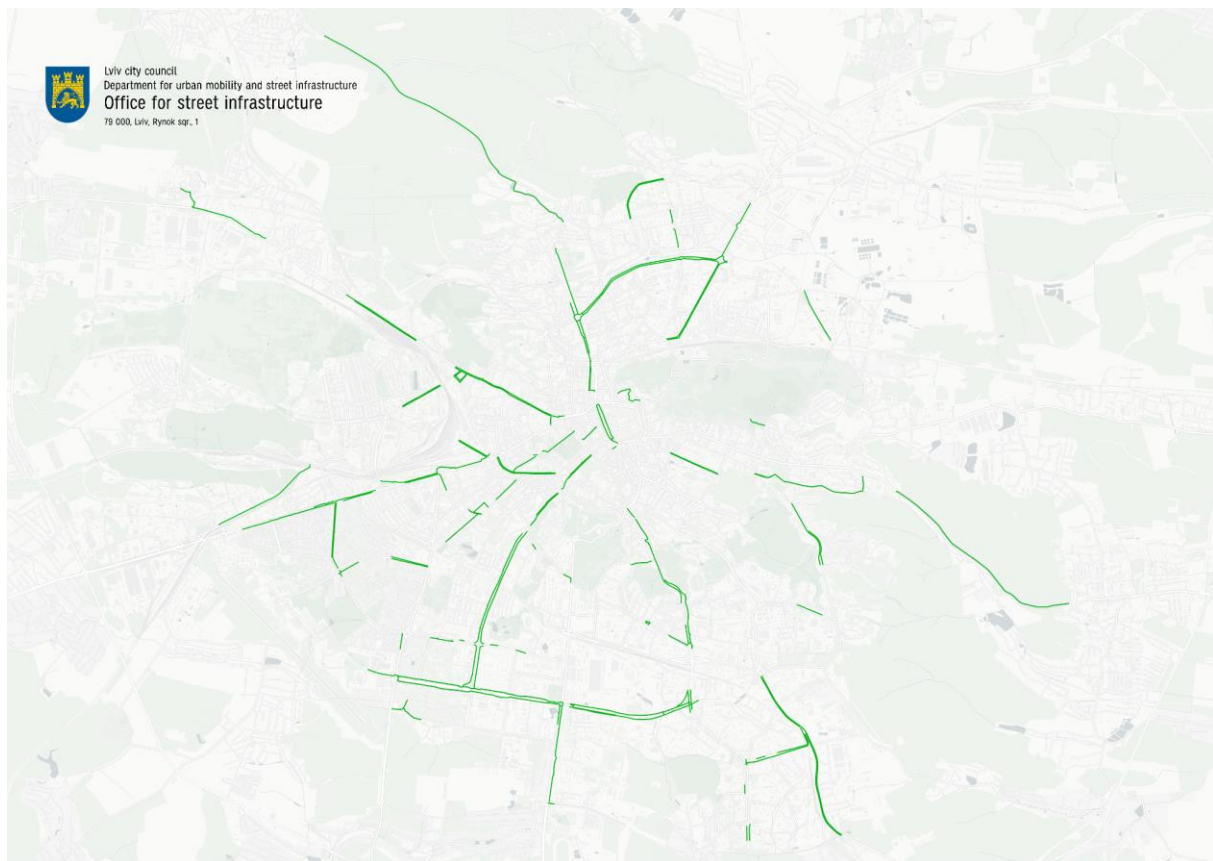 Lviv city council
Department for urban mobility and street infrastructure
Office for street infrastructure
79 000, Lviv, Rynok sqr., 1